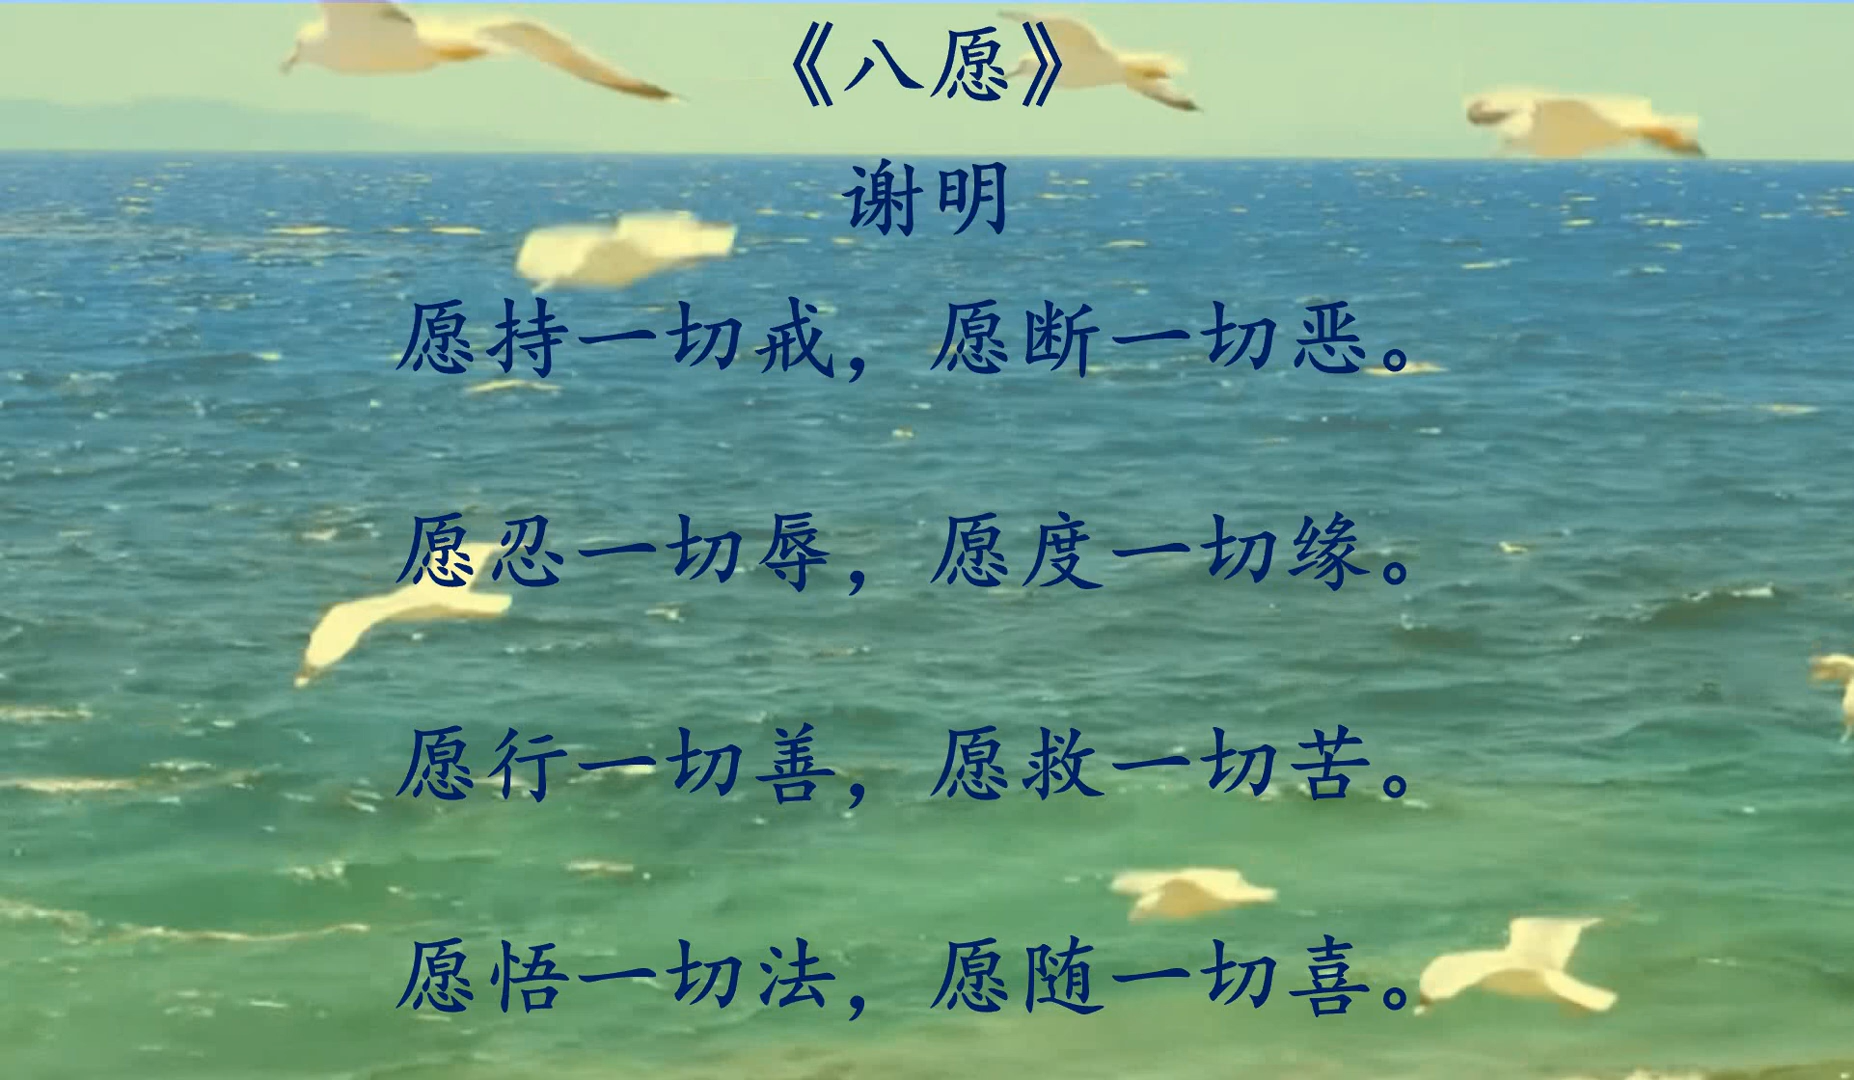 《八愿》
谢明
愿持一切戒，愿断一切恶。
愿忍一切辱，愿度一切缘。
愿行一切善，愿救一切苦。
愿悟一切法，愿随一切喜。